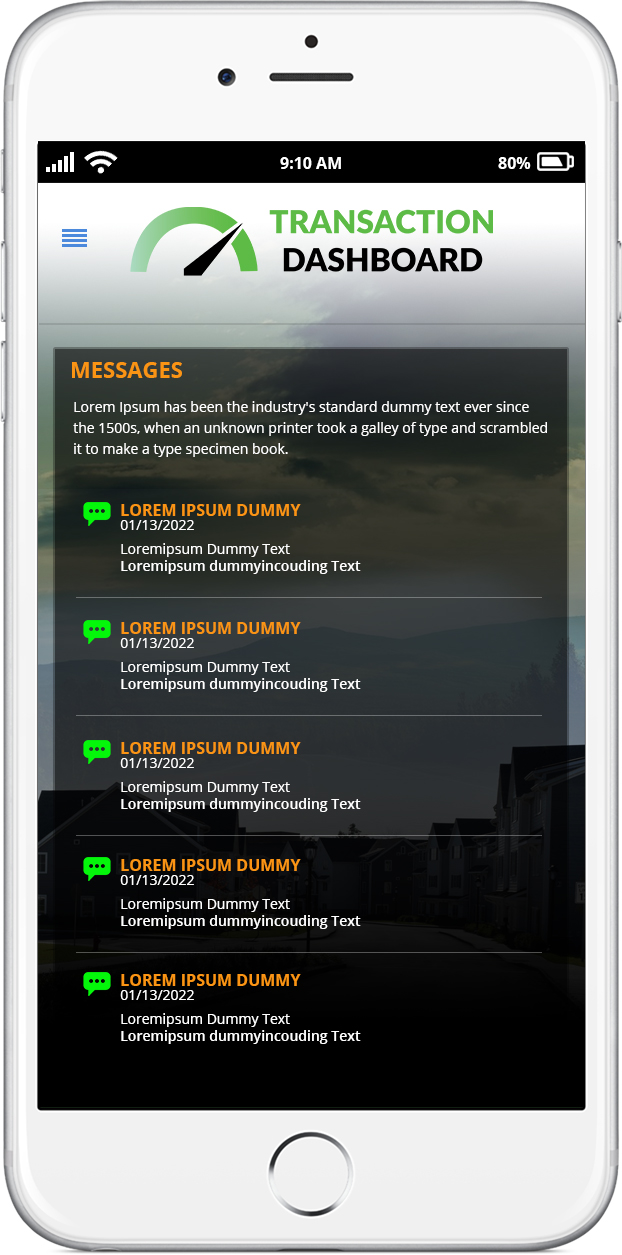 9:10 AM
80%
TRANSACTION
DASHBOARD
MESSAGES
Lorem Ipsum has been the industry's standard dummy text ever since
the 1500s, when an unknown printer took a galley of type and scrambled
it to make a type specimen book.
LOREM IPSUM DUMMY
01/13/2022
Loremipsum Dummy Text
Loremipsum dummyincouding Text
LOREM IPSUM DUMMY
01/13/2022
Loremipsum Dummy Text
Loremipsum dummyincouding Text
LOREM IPSUM DUMMY
01/13/2022
Loremipsum Dummy Text
Loremipsum dummyincouding Text
LOREM IPSUM DUMMY
01/13/2022
Loremipsum Dummy Text
Loremipsum dummyincouding Text
LOREM IPSUM DUMMY
01/13/2022
Loremipsum Dummy Text
Loremipsum dummyincouding Text